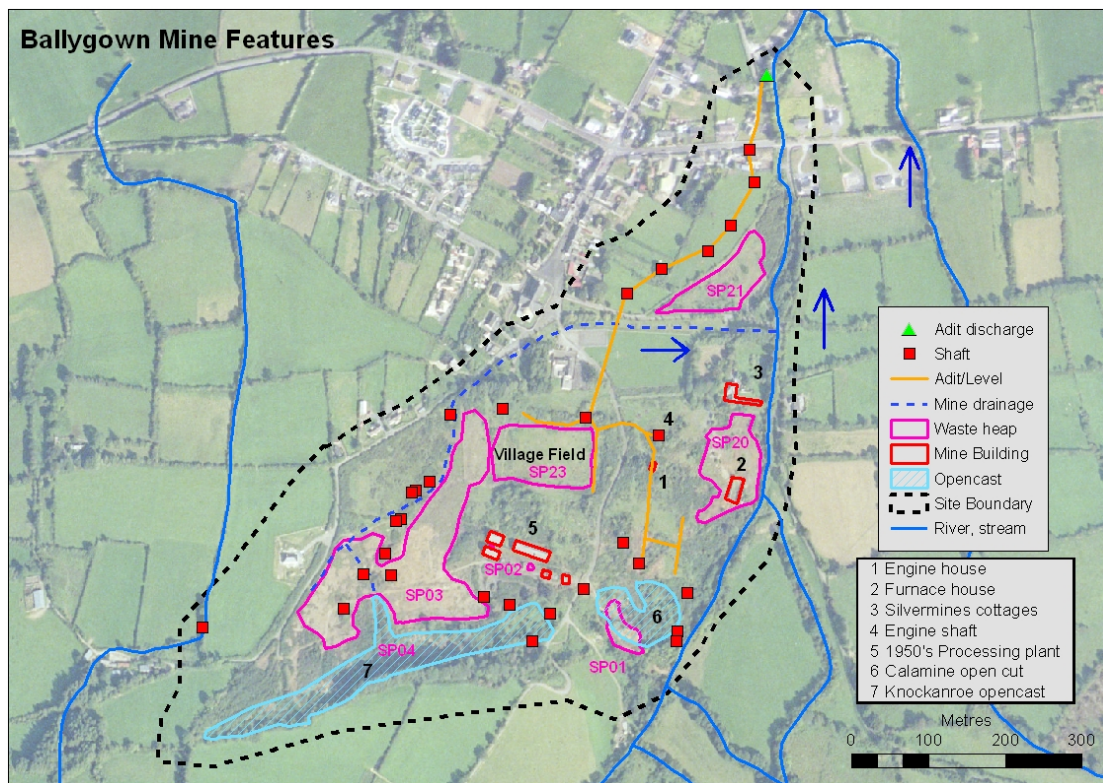 Ballygown Mine Features
SP21
3
4
SP20
Village Field
SP23
2
1
5
SP02
SP03
6
SP04
SP01
7
Adit discharge
Shaft
Adit/Level
Mine drainage
Waste heap
Mine Building
Opencast
Site Boundary
River, stream
1 Engine house
2 Furnace house
3 Silvermines cottages
4 Engine shaft
5 1950's Processing plant
6 Calamine open cut
7 Knockanroe opencast
Metres
0 100 200 300